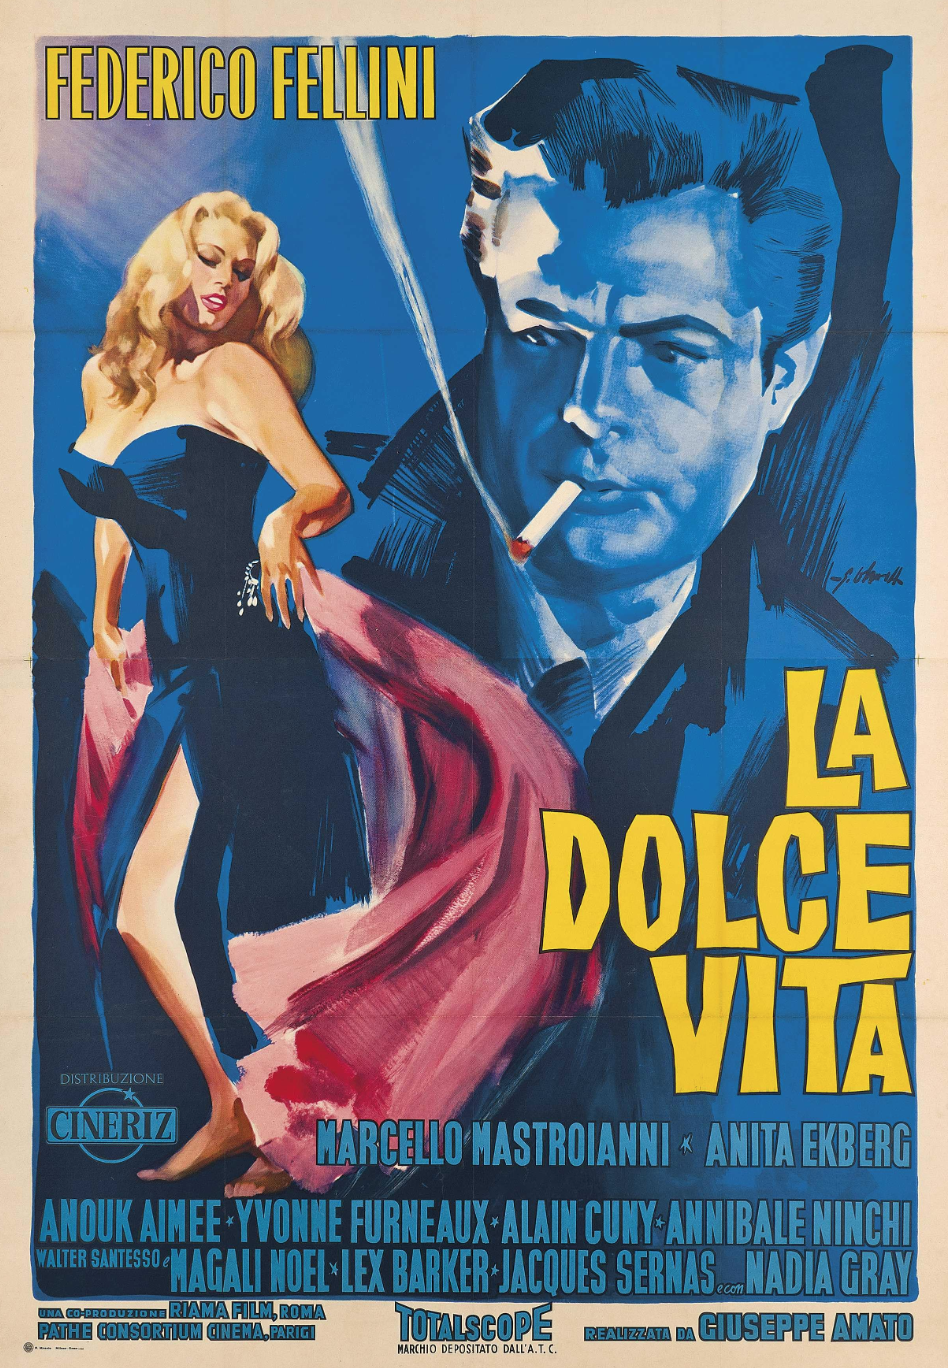 FEDERICO FELLINI
LA
DOLCE
VITA
DISTRIBUZIONE
CINERIZ
MARCELLO MASTROIANNI * ANITA EKBERG
ANOUK AIMEE * YVONNE FURNEAUX * ALAIN CUNY * ANNIBALE NINCHI
WALTER SANTESSO e MAGALI NOEL * LEX BARKER * JACQUES SERNAS e con NADIA GRAY
UNA CO-PRODUZIONE RIAMA FILM, ROMA
PATHE CONSORTIUM CINEMA, PARIGI
TOTALSCOPE
MARCHIO DEPOSITATO DALL'A.T.C.
REALIZZATA DA GIUSEPPE AMATO